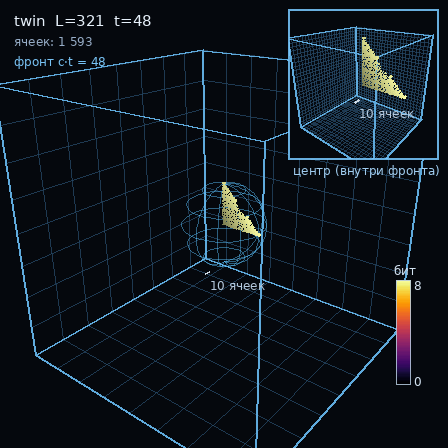 twin L=321 t=48
ячеек: 1 593
фронт c·t = 48
10 ячеек
центр (внутри фронта)
10 ячеек
бит
8
0